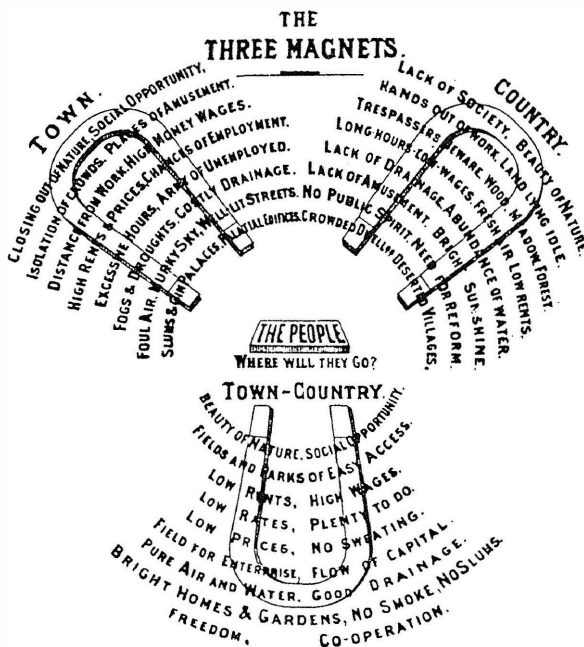 THE
THREE MAGNETS.
TOWN.
CLOSING OUT OF NATURE. SOCIAL OPPORTUNITY.
ISOLATION OF CROWDS. PLACES OF AMUSEMENT.
DISTANCE FROM WORK. HIGH MONEY WAGES.
HIGH RENTS & PRICES. CHANCES OF EMPLOYMENT.
EXCESSIVE HOURS. ARMY OF UNEMPLOYED.
FOGS & DROUGHTS. COSTLY DRAINAGE.
FOUL AIR. MURKY SKY. WELL-LIT STREETS.
SLUMS & GIN PALACES. PALATIAL EDIFICES.
COUNTRY.
LACK OF SOCIETY. BEAUTY OF NATURE.
HANDS OUT OF WORK. LAND LYING IDLE.
TRESPASSERS BEWARE. WOOD, MEADOW, FOREST.
LONG-HOURS-LOW-WAGES. FRESH AIR. LOW RENTS.
LACK OF DRAINAGE. ABUNDANCE OF WATER.
LACK OF AMUSEMENT. BRIGHT SUNSHINE.
NO PUBLIC SPIRIT. NEED FOR REFORM.
CROWDED DWELLINGS DESERTED VILLAGES,
THE PEOPLE
WHERE WILL THEY GO?
TOWN-COUNTRY.
BEAUTY OF NATURE. SOCIAL OPPORTUNITY.
FIELDS AND PARKS OF EASY ACCESS.
LOW RENTS, HIGH WAGES.
LOW RATES, PLENTY TO DO.
LOW PRICES, NO SWEATING.
FIELD FOR ENTERPRISE, FLOW OF CAPITAL.
PURE AIR AND WATER. GOOD DRAINAGE.
BRIGHT HOMES & GARDENS, NO SMOKE, NO SLUMS.
FREEDOM. CO-OPERATION.